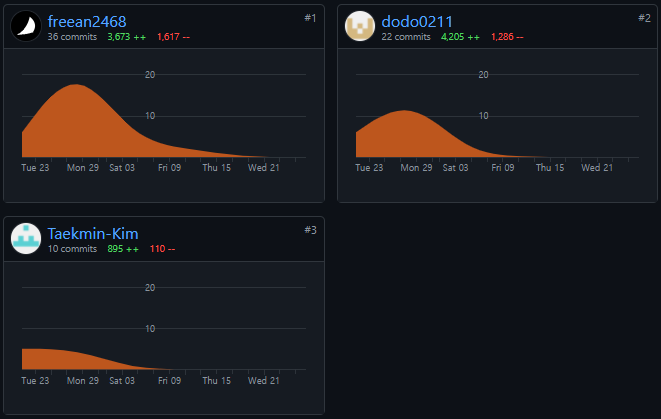 freean2468 #1
36 commits 3,673 ++ 1,617 --
20
10
Tue 23 Mon 29 Sat 03 Fri 09 Thu 15 Wed 21
dodo0211 #2
22 commits 4,205 ++ 1,286 --
20
10
Tue 23 Mon 29 Sat 03 Fri 09 Thu 15 Wed 21
Taekmin-Kim #3
10 commits 895 ++ 110 --
20
10
Tue 23 Mon 29 Sat 03 Fri 09 Thu 15 Wed 21